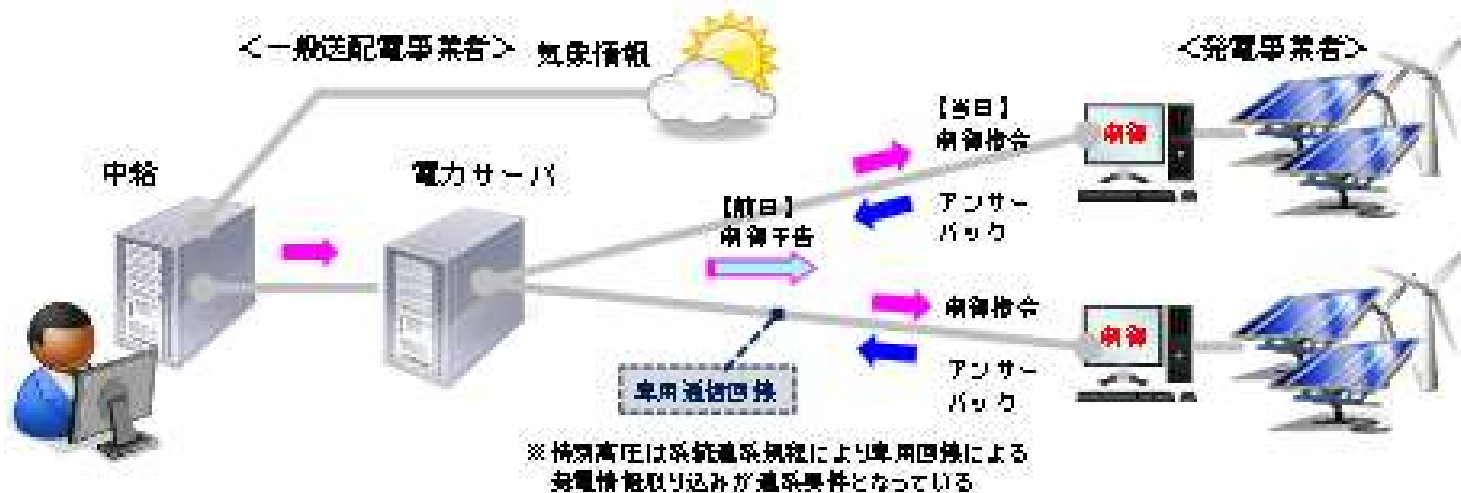 <一般送配電事業者>
気象情報
<発電事業者>
中給
電力サーバ
【当日】
制御指令
アンサー
バック
【前日】
制御予告
制御
制御指令
アンサー
バック
制御
専用通信回線
※特別高圧は系統連系規程により専用回線による
発電情報取り込みが連系要件となっている